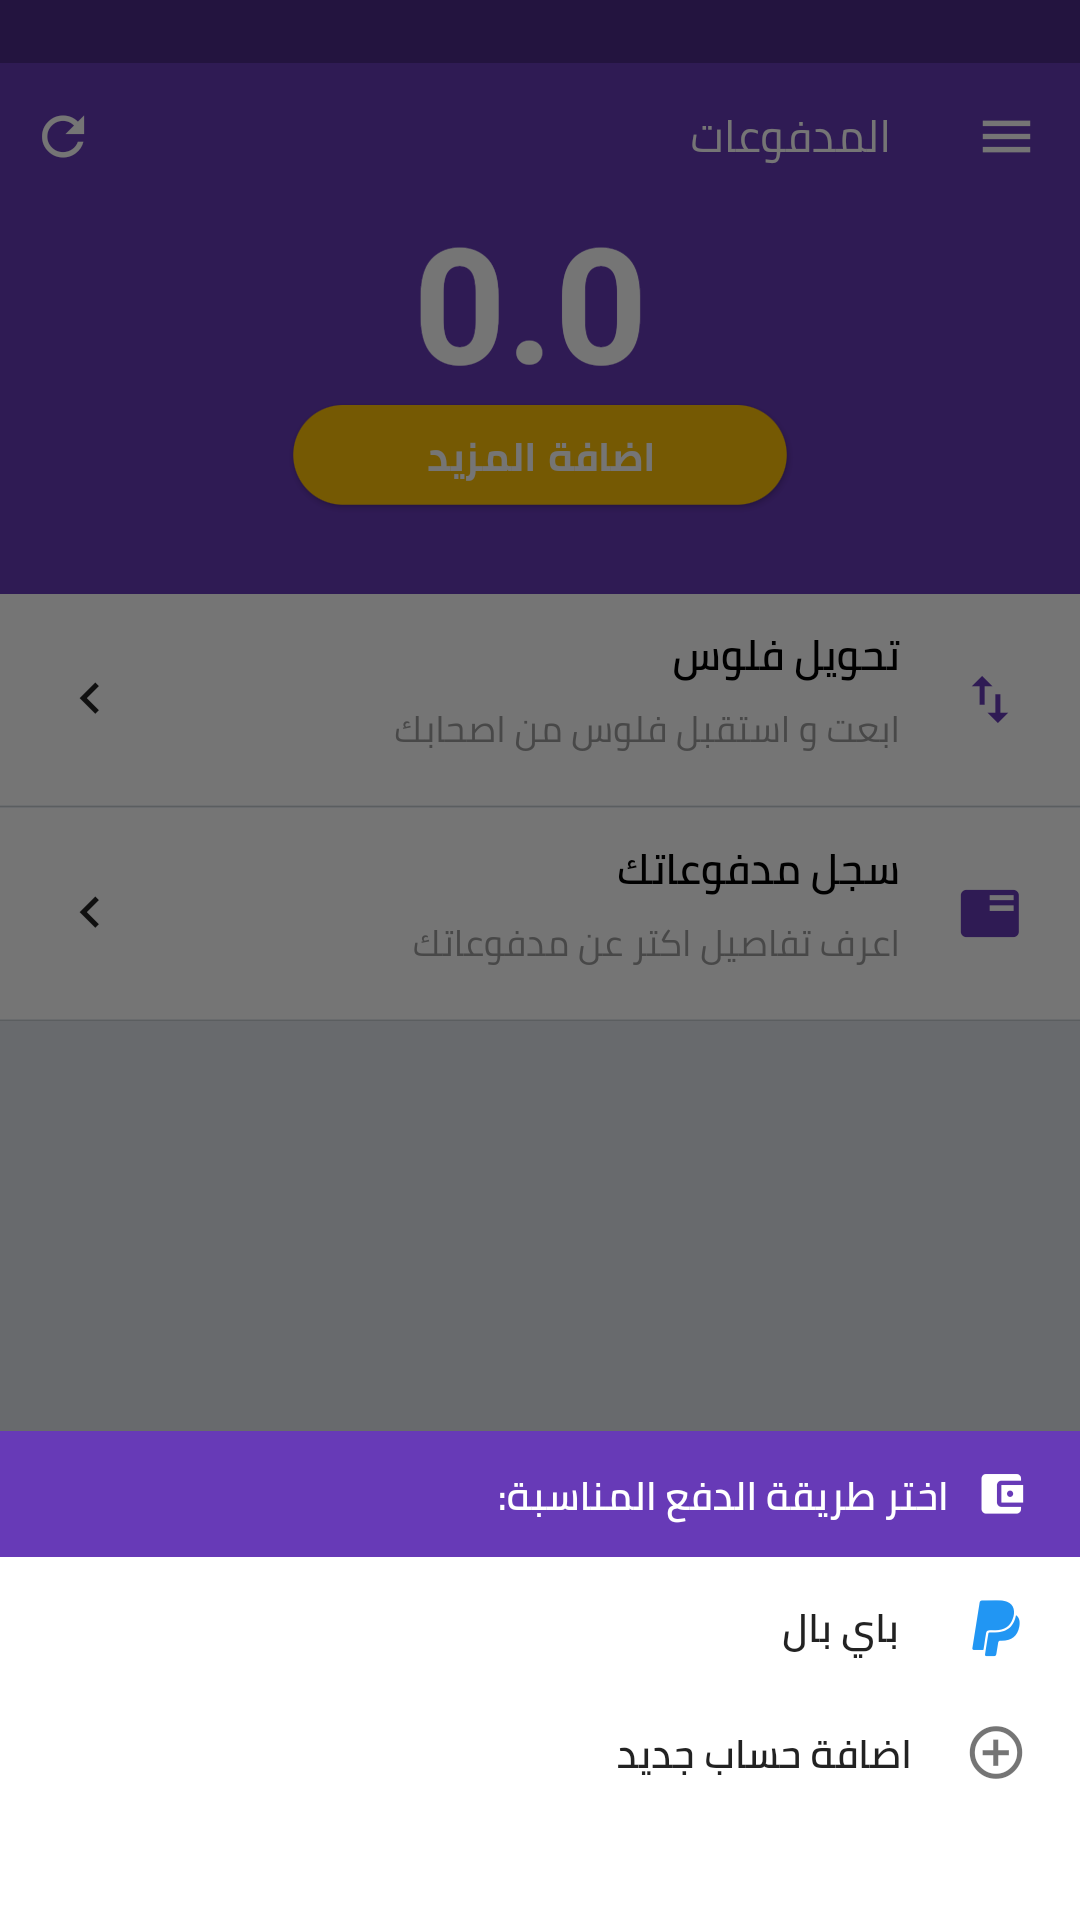 المدفوعات
0.0
اضافة المزيد
تحويل فلوس
ابعت و استقبل فلوس من اصحابك
سجل مدفوعاتك
اعرف تفاصيل اكتر عن مدفوعاتك
اختر طريقة الدفع المناسبة:
باي بال
اضافة حساب جديد